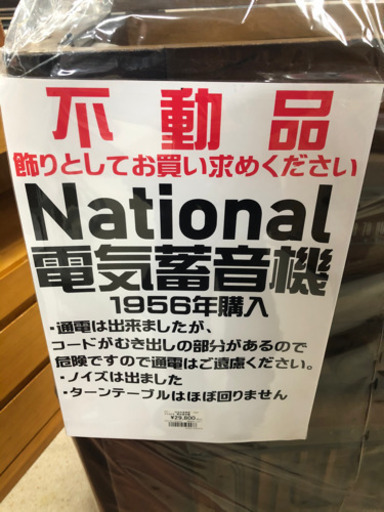 不動品
飾りとしてお買い求めください
National
電気蓄音機
1956年購入
・通電は出来ましたが、
コードがむき出しの部分があるので
危険ですので通電はご遠慮ください。
・ノイズは出ました
・ターンテーブルはほぼ回りません
¥29,800